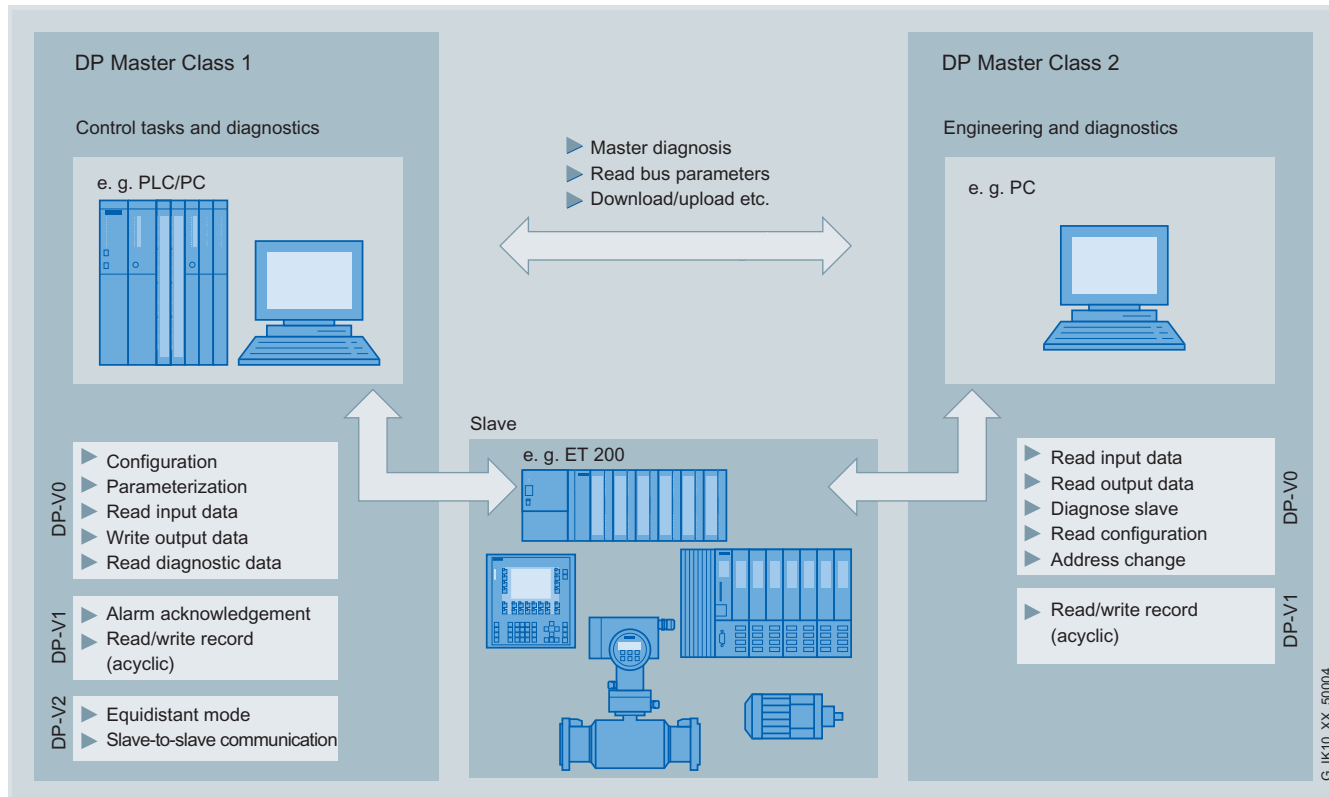 DP Master Class 1
Control tasks and diagnostics
e. g. PLC/PC
DP-V0
Configuration
Parameterization
Read input data
Write output data
Read diagnostic data
DP-V1
Alarm acknowledgement
Read/write record
(acyclic)
DP-V2
Equidistant mode
Slave-to-slave communication
Master diagnosis
Read bus parameters
Download/upload etc.
Slave
e. g. ET 200
DP Master Class 2
Engineering and diagnostics
e. g. PC
Read input data
Read output data
Diagnose slave
Read configuration
Address change
DP-V0
Read/write record
(acyclic)
DP-V1
G_IK10_XX_50004